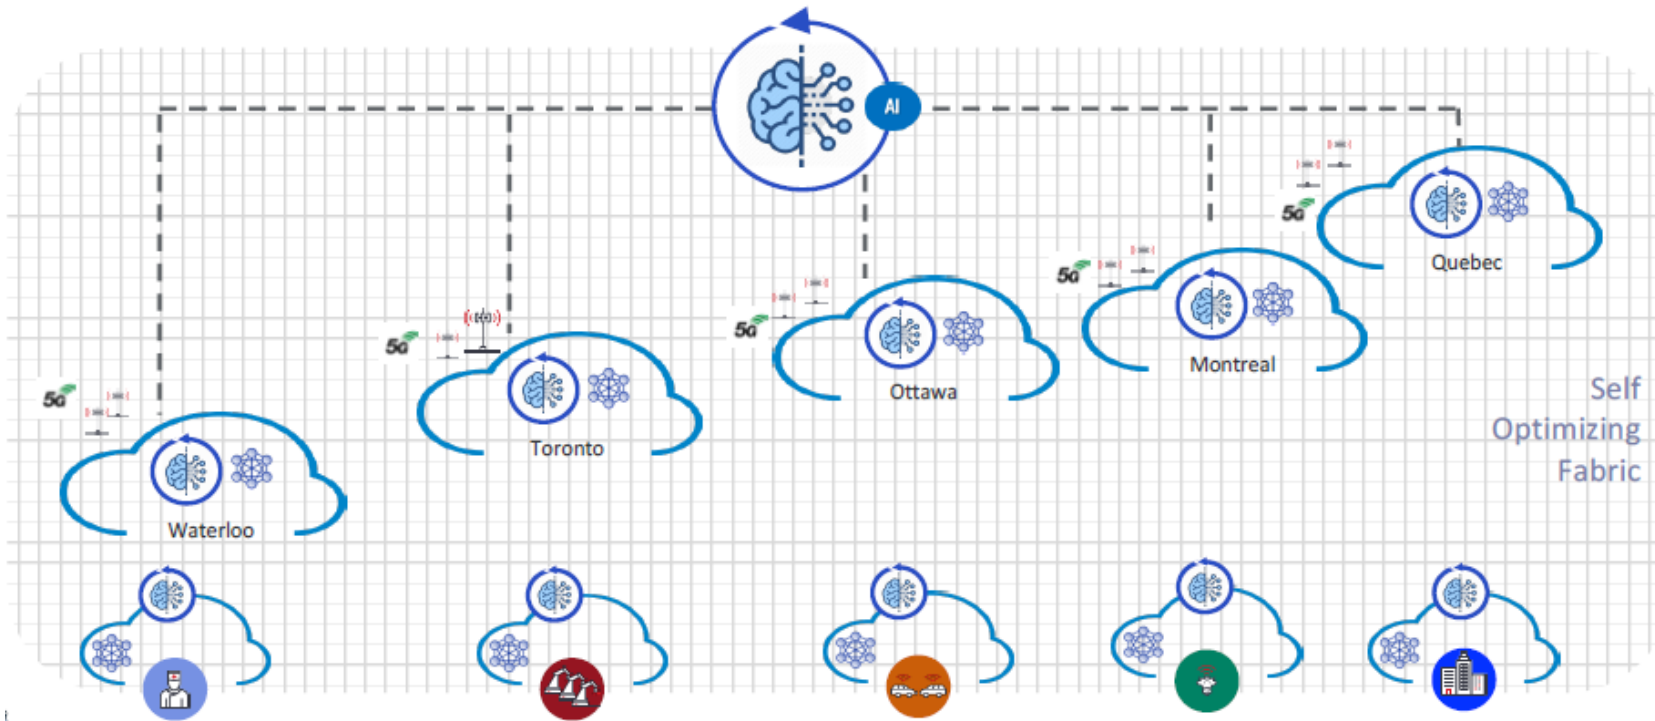 AI
5G
Quebec
5G
Montreal
5G
Ottawa
5G
Toronto
5G
Waterloo
Self
Optimizing
Fabric